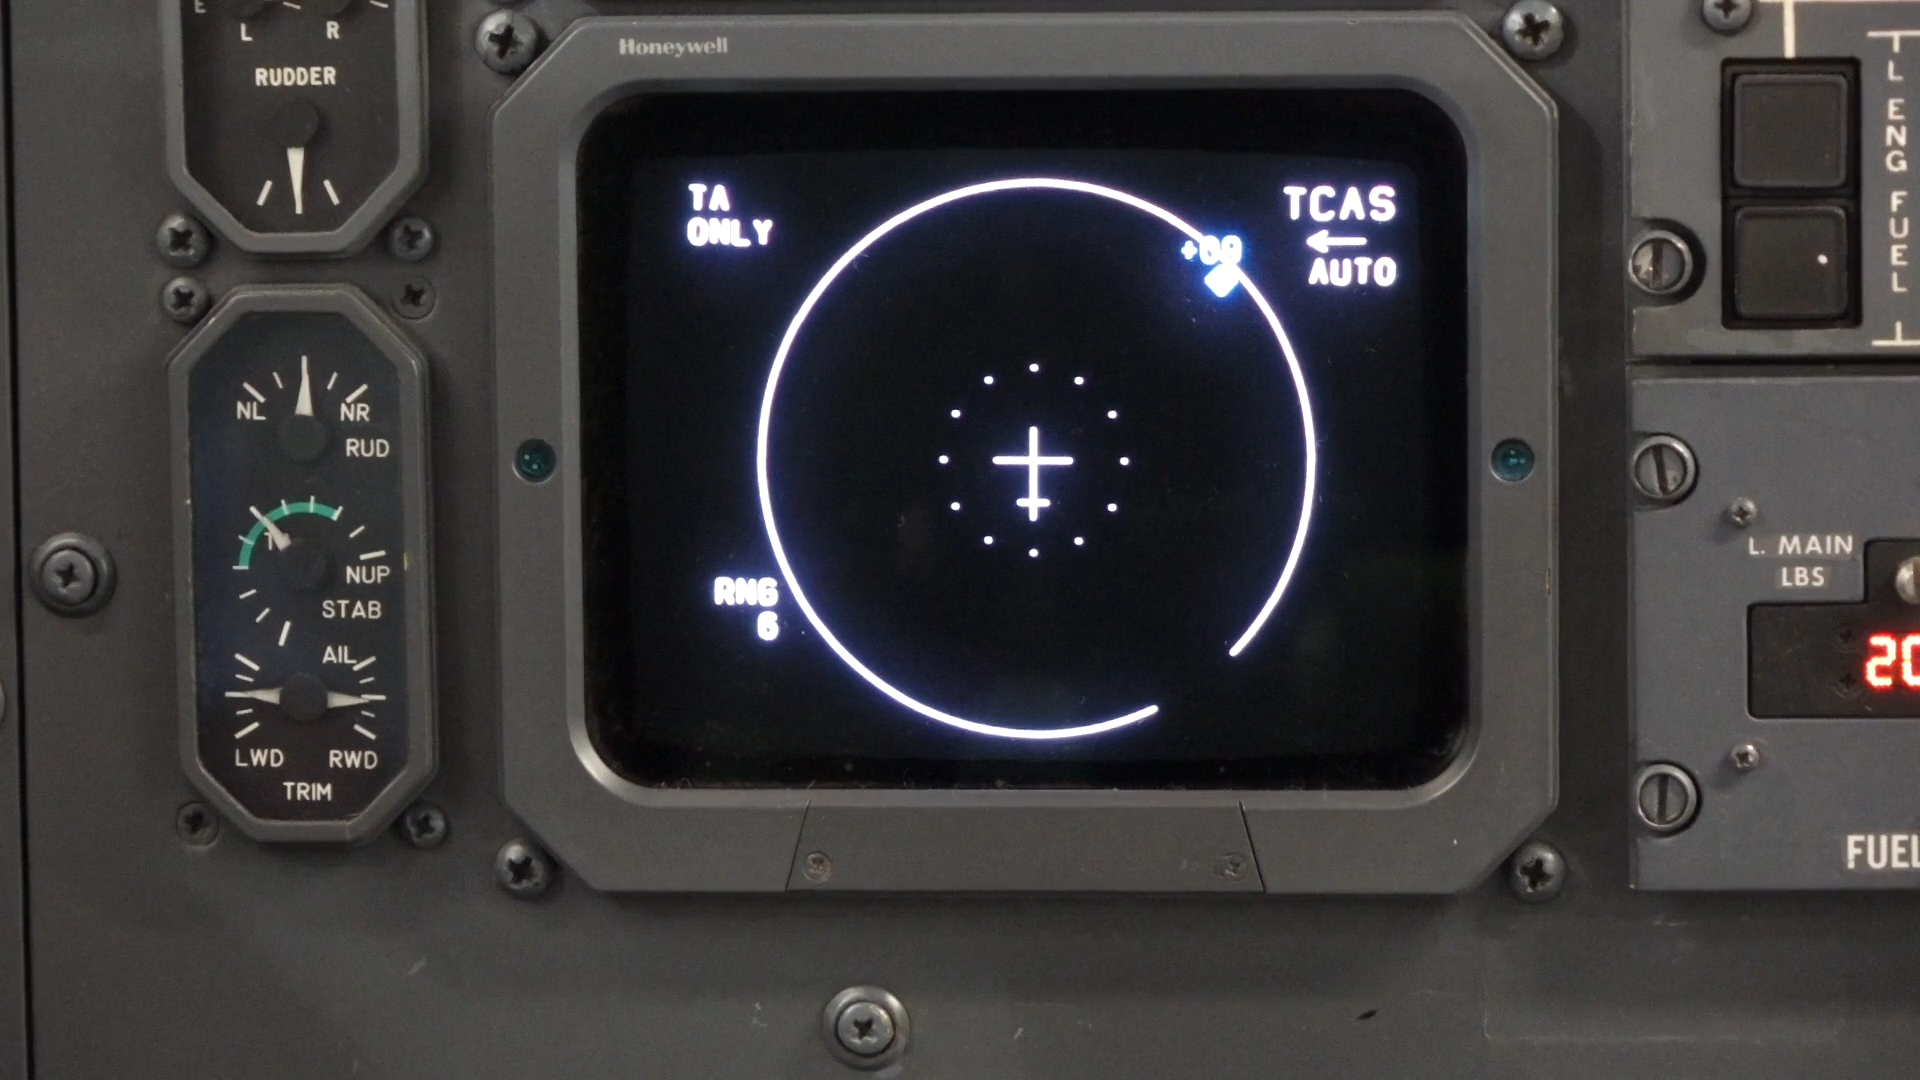 E
L R
RUDDER
Honeywell
TA
ONLY
TCAS
←
AUTO
+09
RNG
6
NL NR
RUD
NUP
STAB
AIL
LWD RWD
TRIM
L ENG FUEL
L. MAIN
LBS
20
FUEL